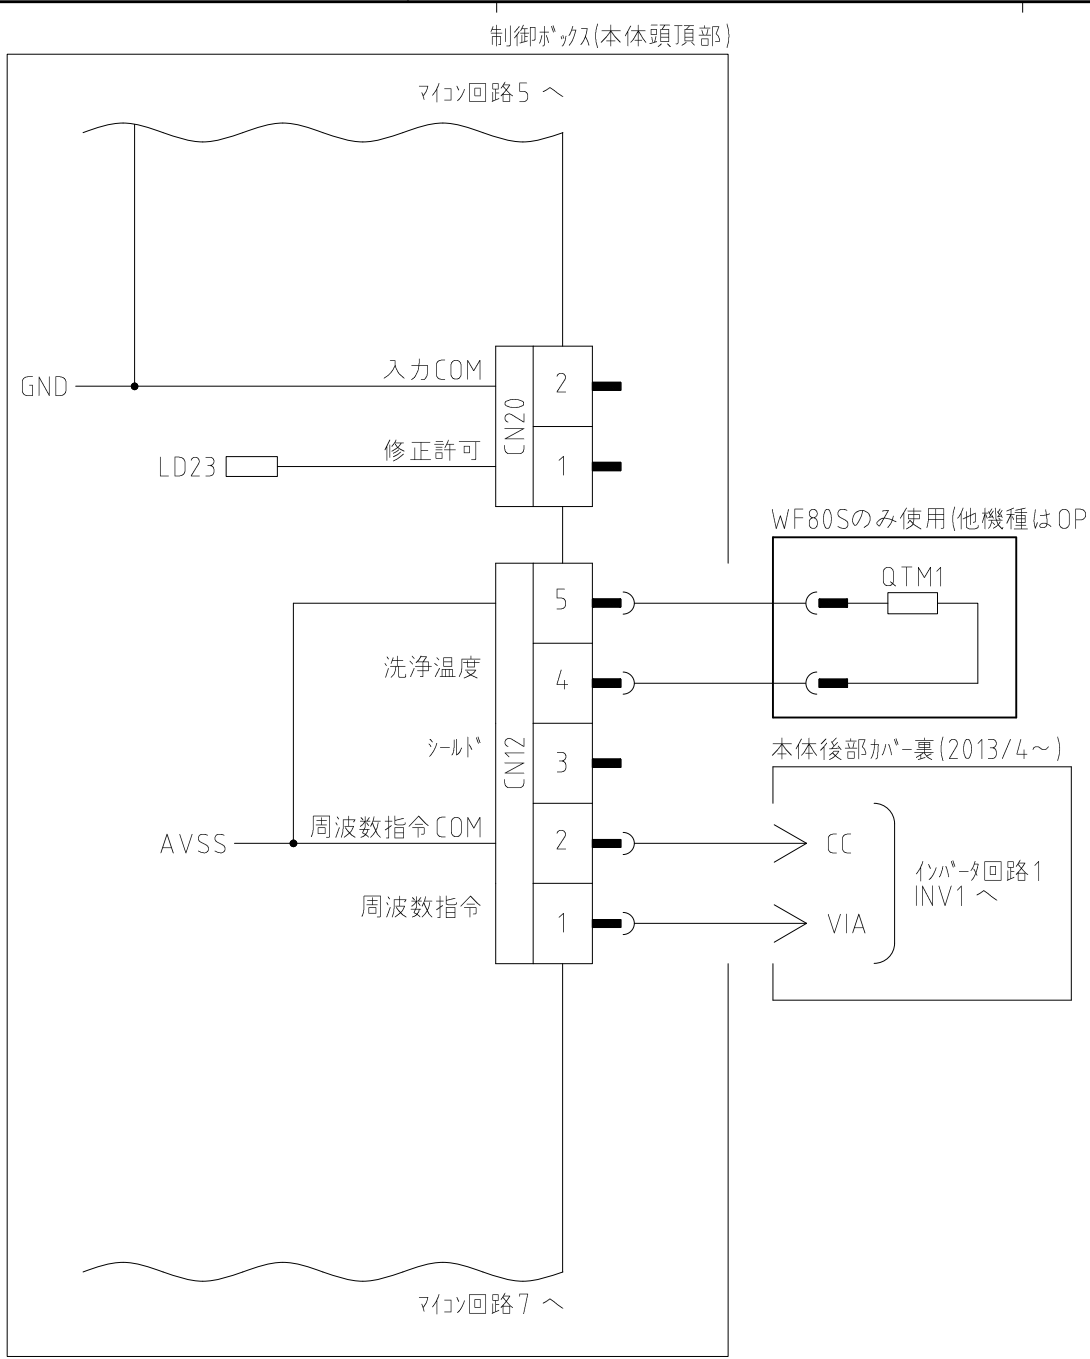 制御ﾎﾞｯｸｽ(本体頭頂部)
ﾏｲｺﾝ回路5 へ
入力COM
GND
2
CN20
修正許可
LD23
1
WF80Sのみ使用(他機種はOP
QTM1
5
洗浄温度
4
ｼｰﾙﾄﾞ
CN12
3
本体後部ｶﾊﾞｰ裏(2013/4～)
周波数指令COM
AVSS
2
CC
ｲﾝﾊﾞｰﾀ回路1
INV1 へ
周波数指令
1
VIA
ﾏｲｺﾝ回路7 へ